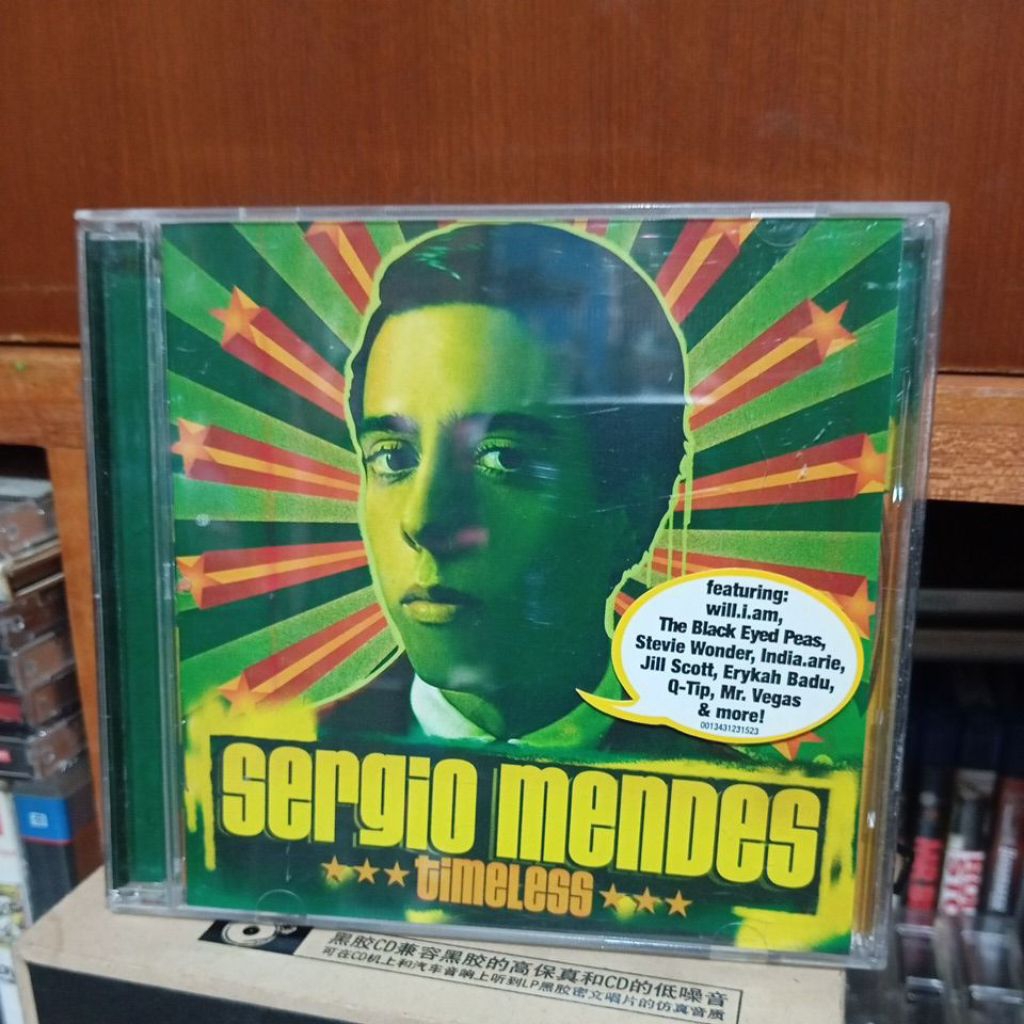 featuring:
will.i.am,
The Black Eyed Peas,
Stevie Wonder, India.arie,
Jill Scott, Erykah Badu,
Q-Tip, Mr. Vegas
& more!
0013431231523
sergio mendes
timeless
黑胶CD兼容黑胶的高保真和CD的低噪音
可在CD机上和汽车音响上听到LP黑胶密文唱片的仿真音质